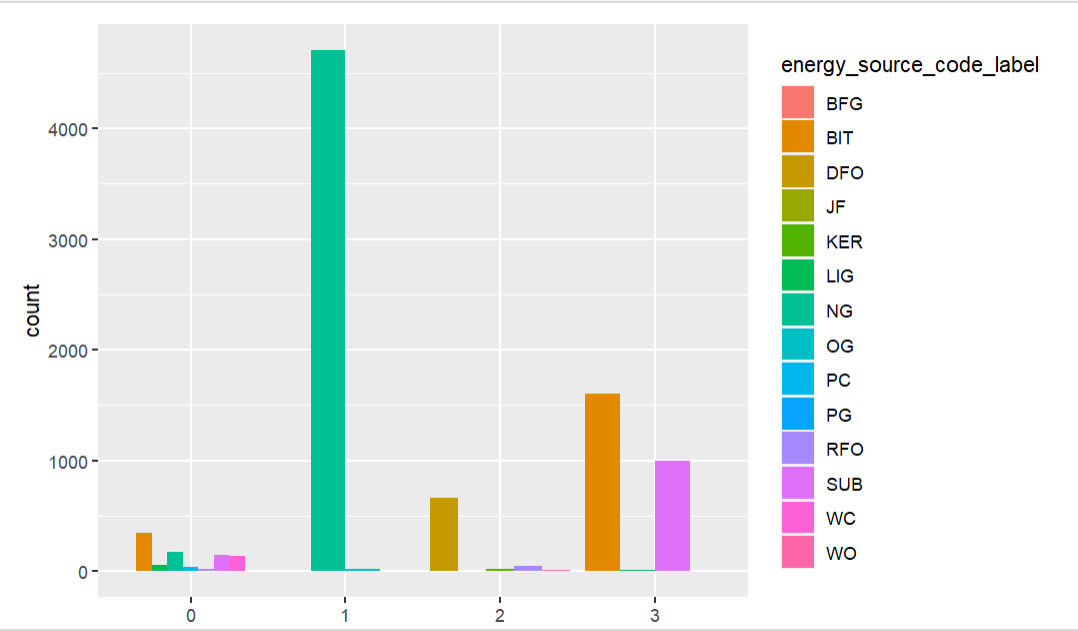 energy_source_code_label
BFG
BIT
DFO
JF
KER
LIG
NG
OG
PC
PG
RFO
SUB
WC
WO
count
4000
3000
2000
1000
0
0 1 2 3